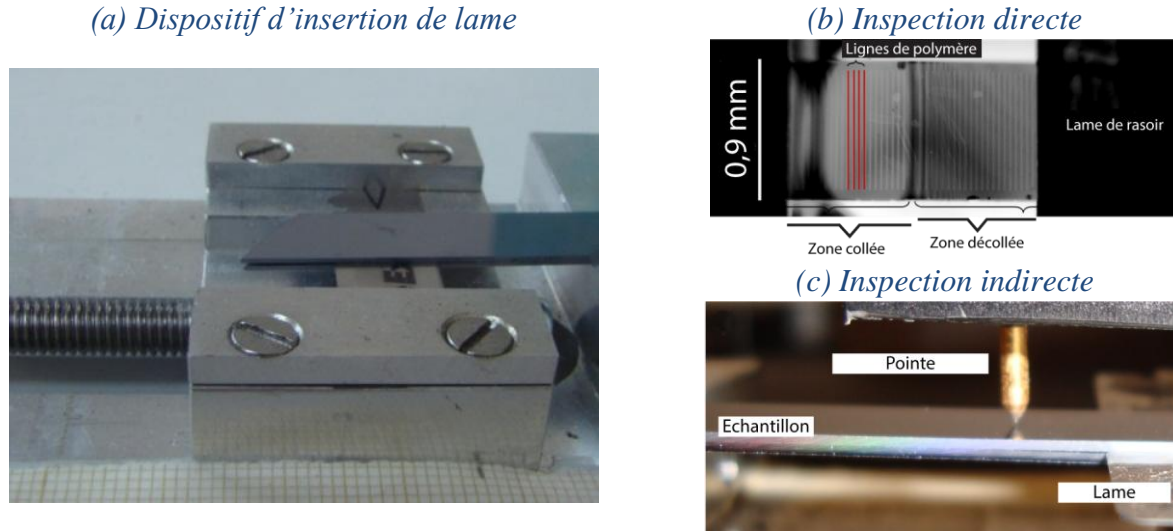 (a) Dispositif d’insertion de lame
(b) Inspection directe
Lignes de polymère
0,9 mm
Lame de rasoir
Zone collée
Zone décollée
(c) Inspection indirecte
Pointe
Echantillon
Lame